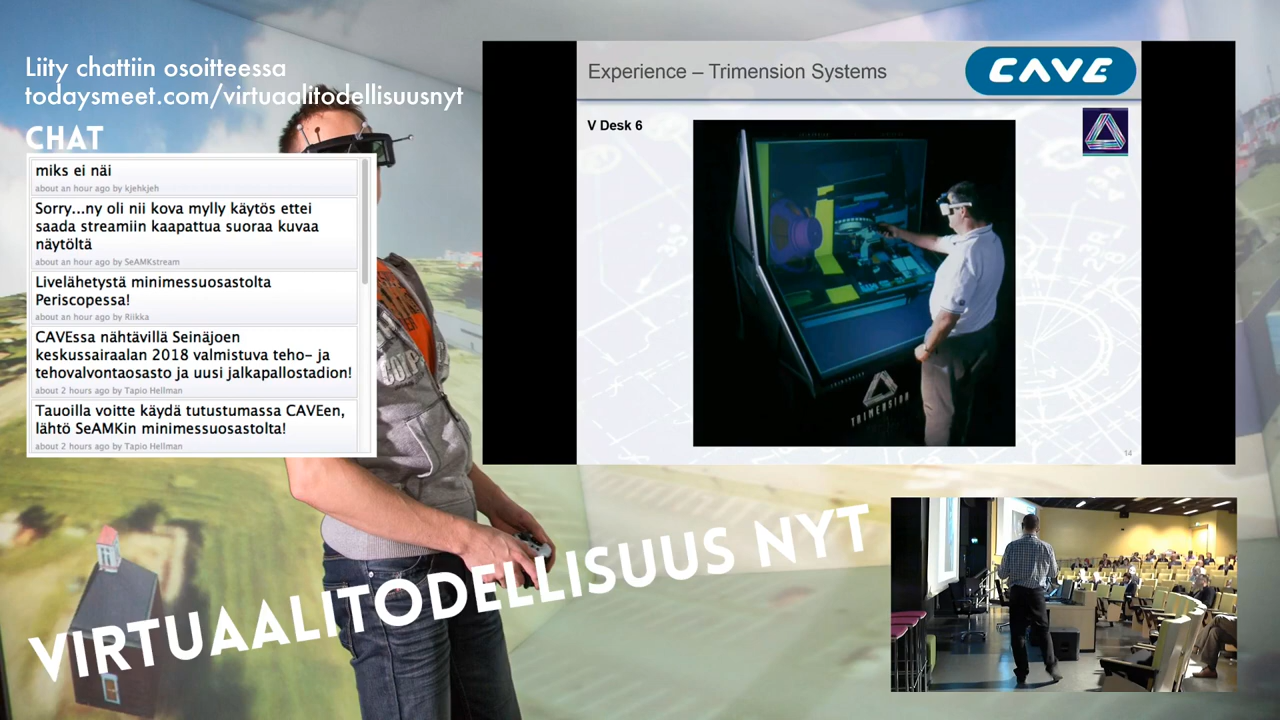 Liity chattiin osoitteessa
todaysmeet.com/virtuaalitodellisuusnyt
CHAT
miks ei näi
about an hour ago by kjehkjeh
Sorry...ny oli nii kova mylly käytös ettei
saada streamiin kaapattua suoraa kuvaa
näytöltä
about an hour ago by SeAMKstream
Livelähetystä minimessuosastolta
Periscopessa!
about an hour ago by Riikka
CAVEssa nähtävillä Seinäjoen
keskussairaalan 2018 valmistuva teho- ja
tehovalvontaosasto ja uusi jalkapallostadion!
about 2 hours ago by Tapio Hellman
Tauoilla voitte käydä tutustumassa CAVEen,
lähtö SeAMKin minimessuosastolta!
about 2 hours ago by Tapio Hellman
Experience – Trimension Systems
CAVE
V Desk 6
TRIMENSION
14
VIRTUAALITODELLISUUS NYT